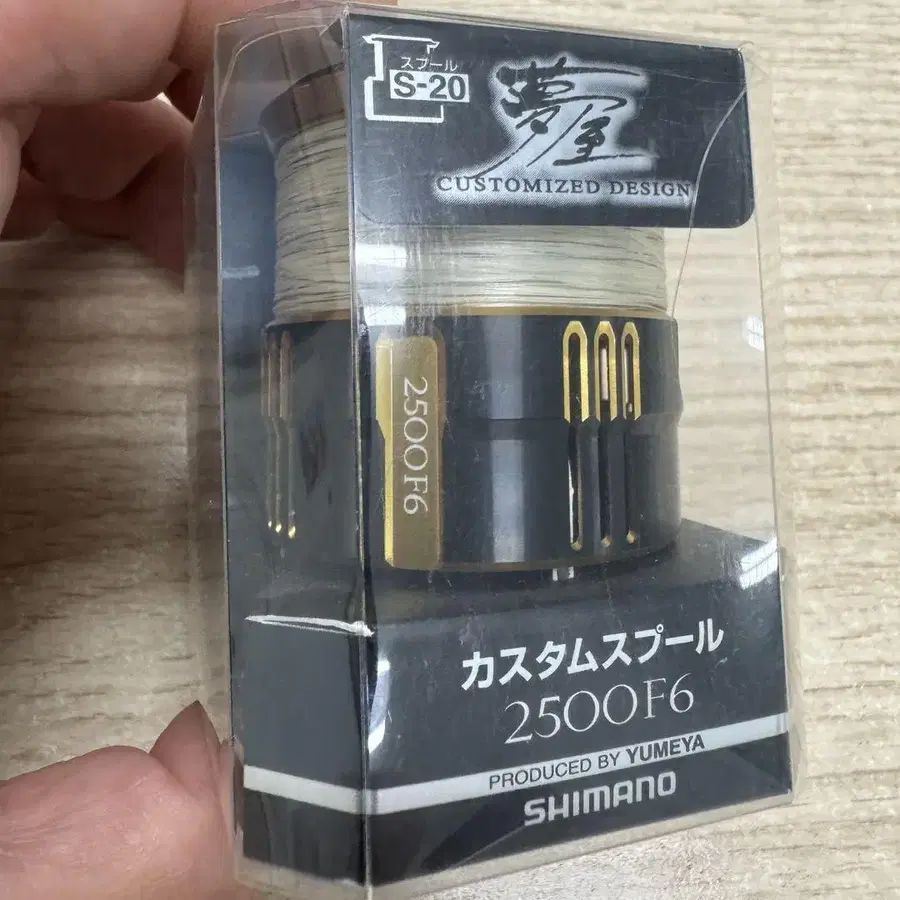 スプール
S-20
夢屋
CUSTOMIZED DESIGN
2500F6
カスタムスプール
2500F6
PRODUCED BY YUMEYA
SHIMANO